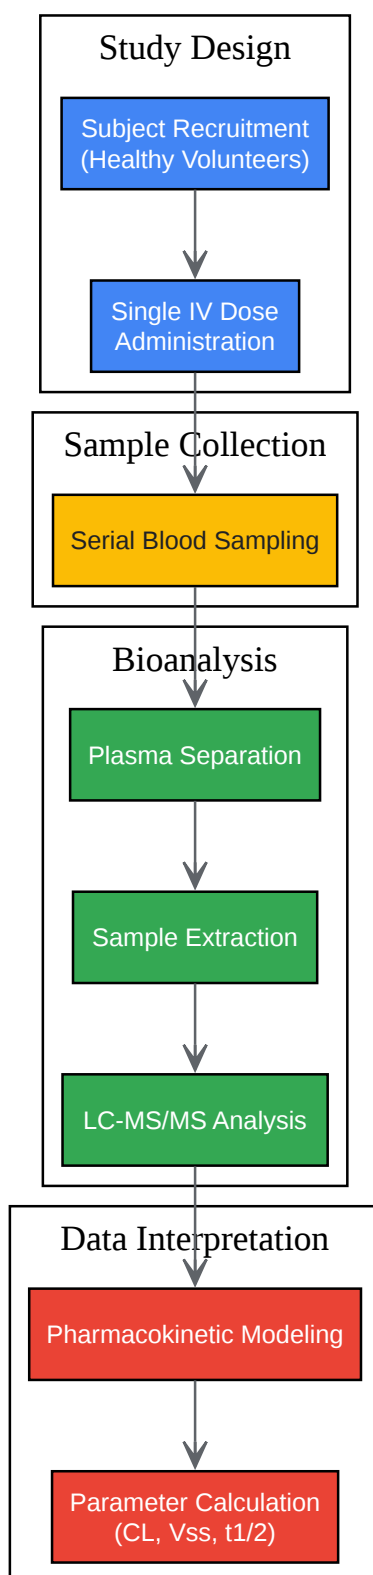 Study Design
Subject Recruitment
(Healthy Volunteers)
Single IV Dose
Administration
Sample Collection
Serial Blood Sampling
Bioanalysis
Plasma Separation
Sample Extraction
LC-MS/MS Analysis
Data Interpretation
Pharmacokinetic Modeling
Parameter Calculation
(CL, Vss, t1/2)